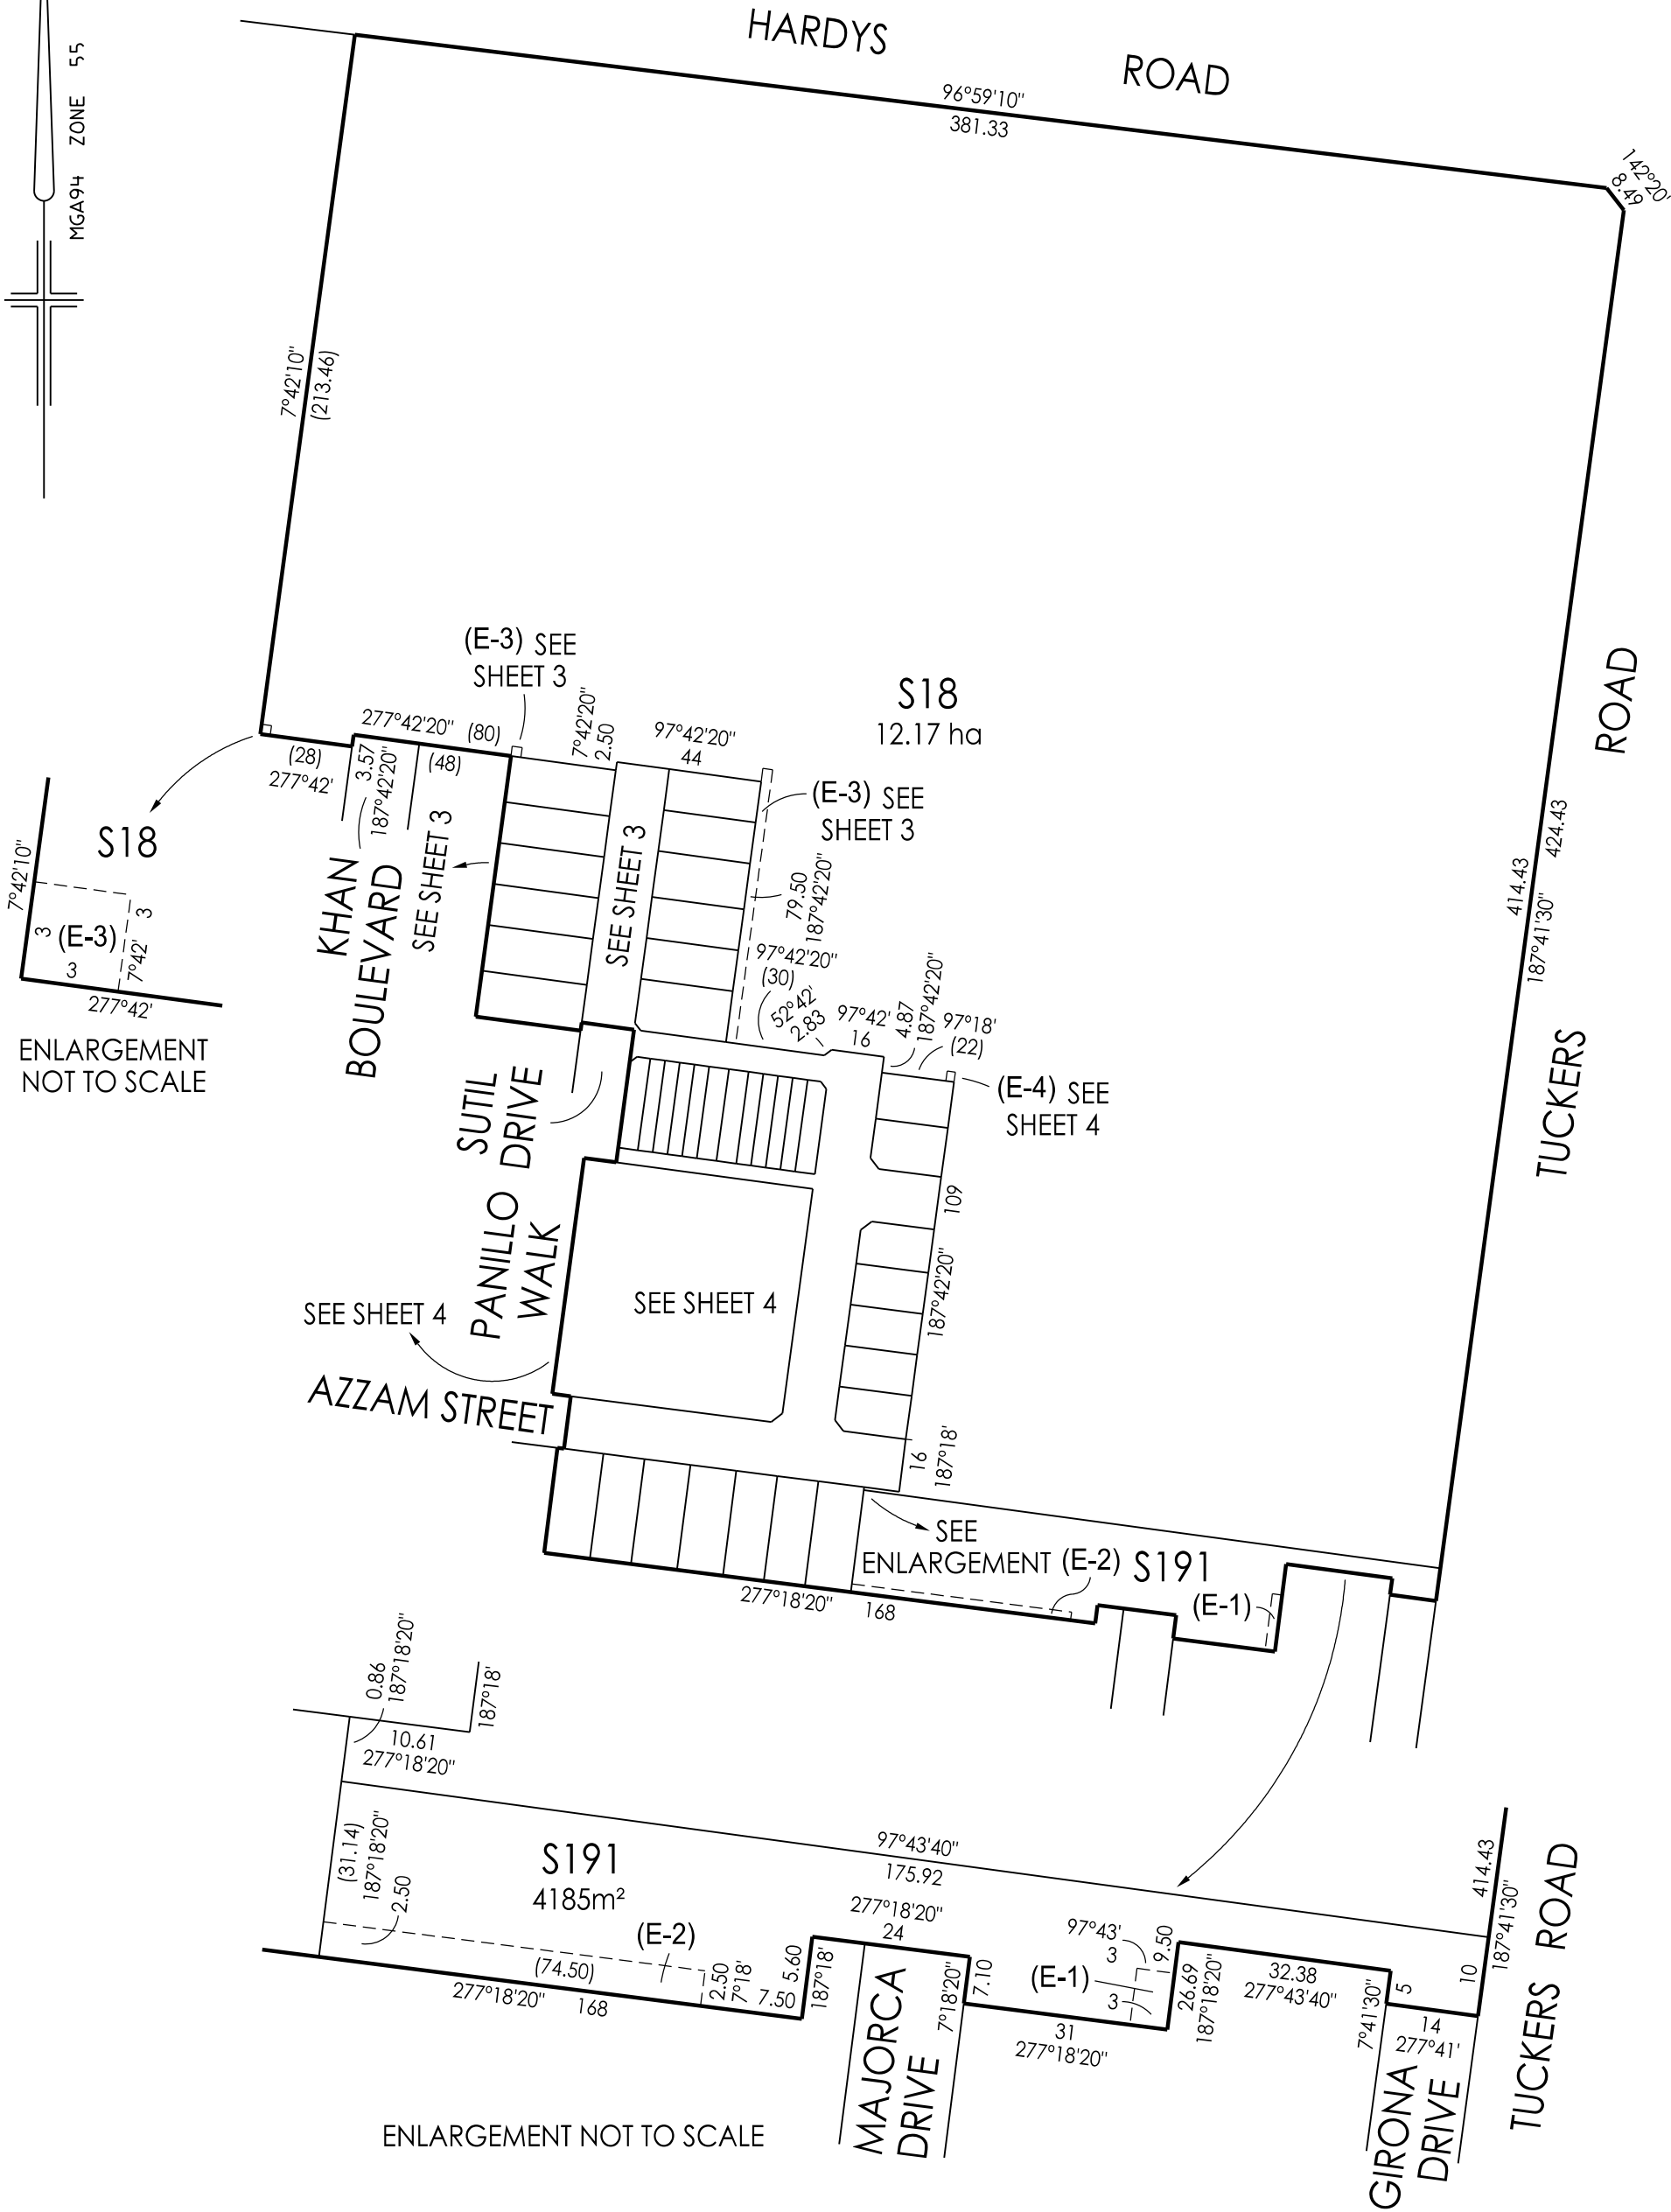 MGA94 ZONE 55
HARDYS
ROAD
96°59'10"
381.33
142°20'
8.49
7°42'10"
(213.46)
(E-3) SEE
SHEET 3
S18
12.17 ha
ROAD
TUCKERS
424.43
414.43
187°41'30"
277°42'20"
(80)
7°42'20"
2.50
97°42'20"
44
(28)
277°42'
3.57
187°42'20"
(48)
SEE SHEET 3
KHAN
BOULEVARD
SEE SHEET 3
(E-3) SEE
SHEET 3
79.50
187°42'20"
97°42'20"
(30)
52°42'
2.83
97°42'
16
4.87
187°42'20"
97°18'
(22)
(E-4) SEE
SHEET 4
S18
7°42'10"
3
(E-3)
3
3
7°42'
277°42'
ENLARGEMENT
NOT TO SCALE
SUTIL
DRIVE
PANILLO
WALK
109
187°42'20"
SEE SHEET 4
SEE SHEET 4
AZZAM STREET
16
187°18'
SEE
ENLARGEMENT
(E-2)
S191
(E-1)
277°18'20"
168
0.86
187°18'20"
187°18'
10.61
277°18'20"
97°43'40"
175.92
(31.14)
187°18'20"
2.50
S191
4185m²
(E-2)
(74.50)
277°18'20"
168
2.50
7°18'
7.50
5.60
187°18'
277°18'20"
24
7°18'20"
7.10
97°43'
3
9.50
(E-1)
3
31
277°18'20"
26.69
187°18'20"
32.38
277°43'40"
7°41'30"
5
14
277°41'
10
414.43
187°41'30"
TUCKERS ROAD
MAJORCA
DRIVE
GIRONA
DRIVE
ENLARGEMENT NOT TO SCALE